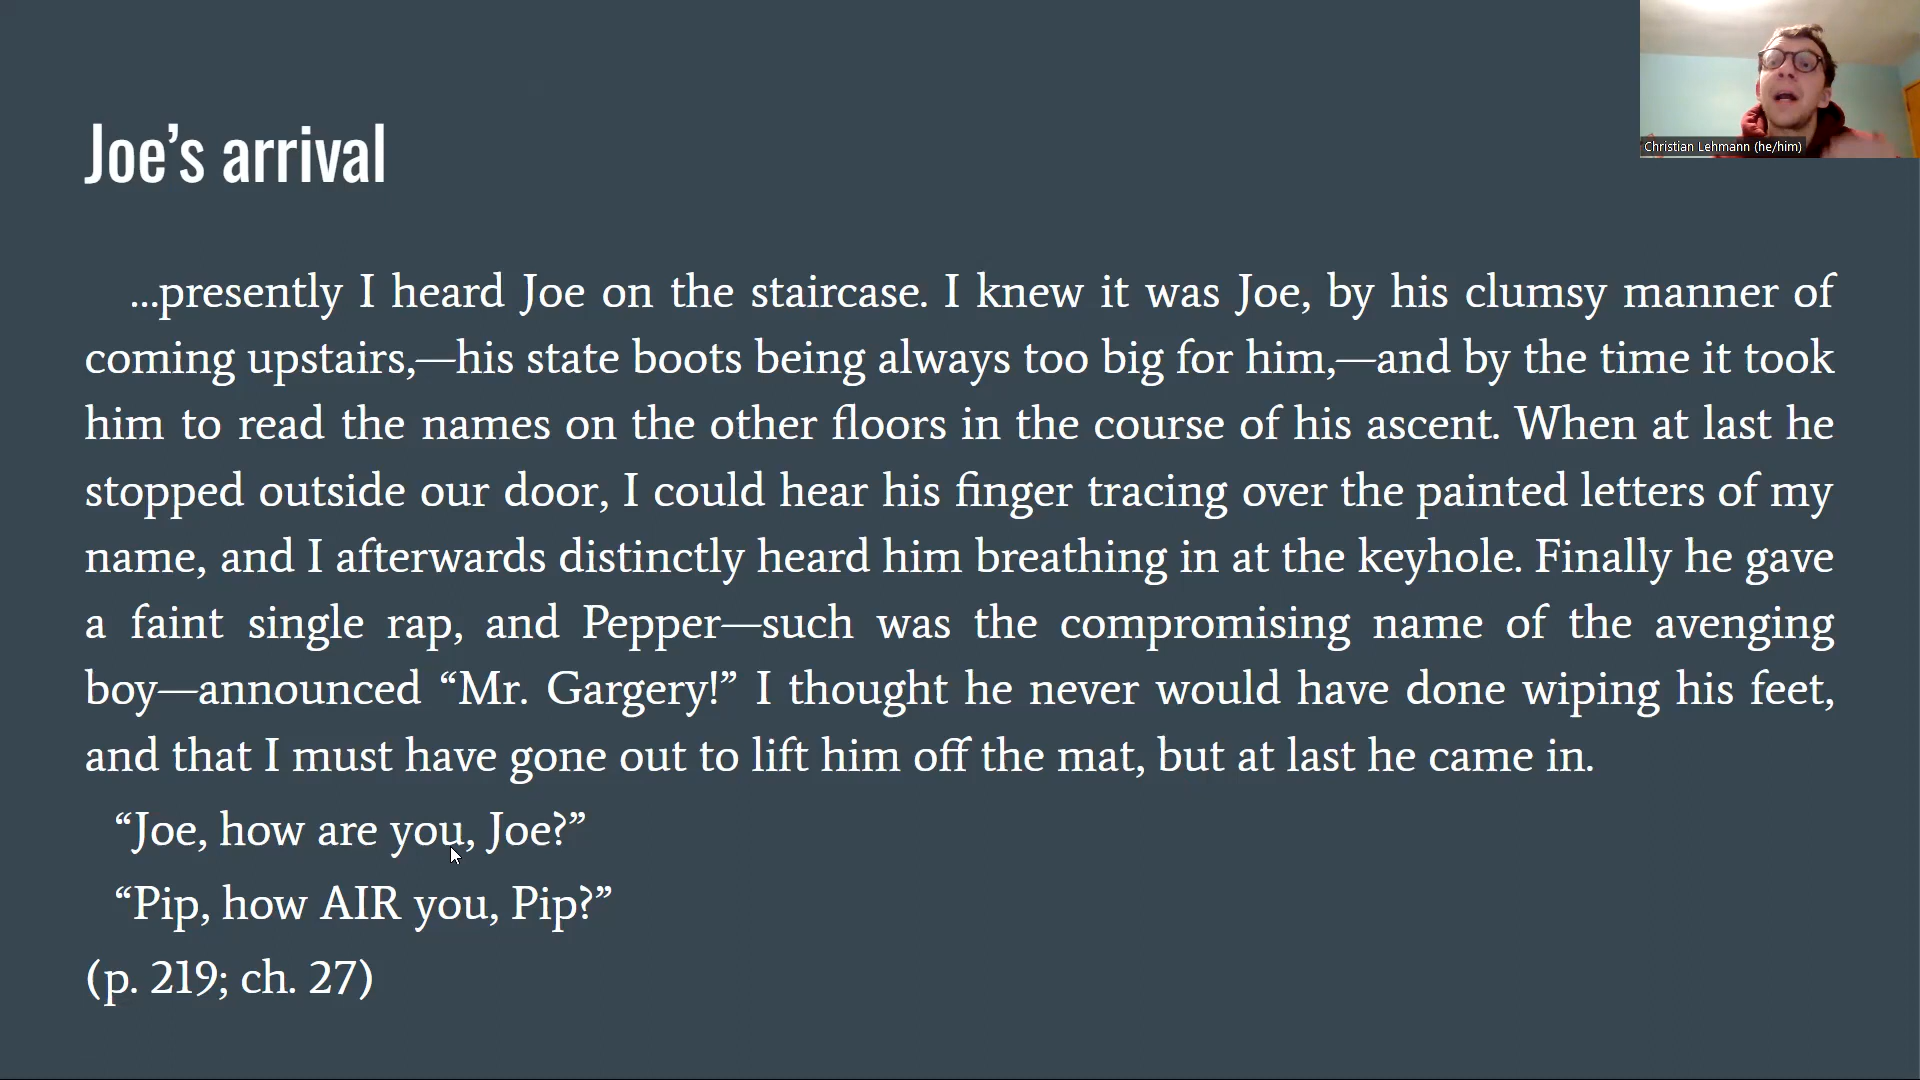 Christian Lehmann (he/him)
Joe’s arrival
...presently I heard Joe on the staircase. I knew it was Joe, by his clumsy manner of
coming upstairs,—his state boots being always too big for him,—and by the time it took
him to read the names on the other floors in the course of his ascent. When at last he
stopped outside our door, I could hear his finger tracing over the painted letters of my
name, and I afterwards distinctly heard him breathing in at the keyhole. Finally he gave
a faint single rap, and Pepper—such was the compromising name of the avenging
boy—announced “Mr. Gargery!” I thought he never would have done wiping his feet,
and that I must have gone out to lift him off the mat, but at last he came in.
“Joe, how are you, Joe?”
“Pip, how AIR you, Pip?”
(p. 219; ch. 27)